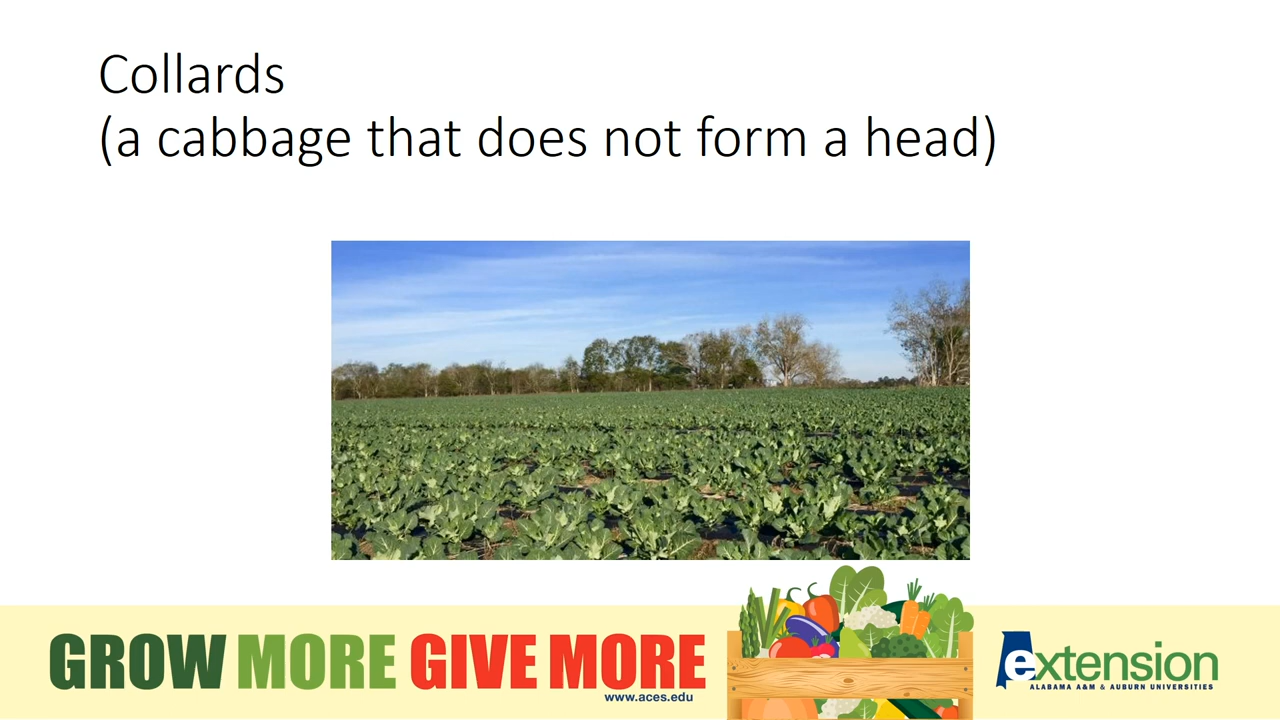 Collards
(a cabbage that does not form a head)
GROW MORE GIVE MORE
www.aces.edu
extension
ALABAMA A&M & AUBURN UNIVERSITIES